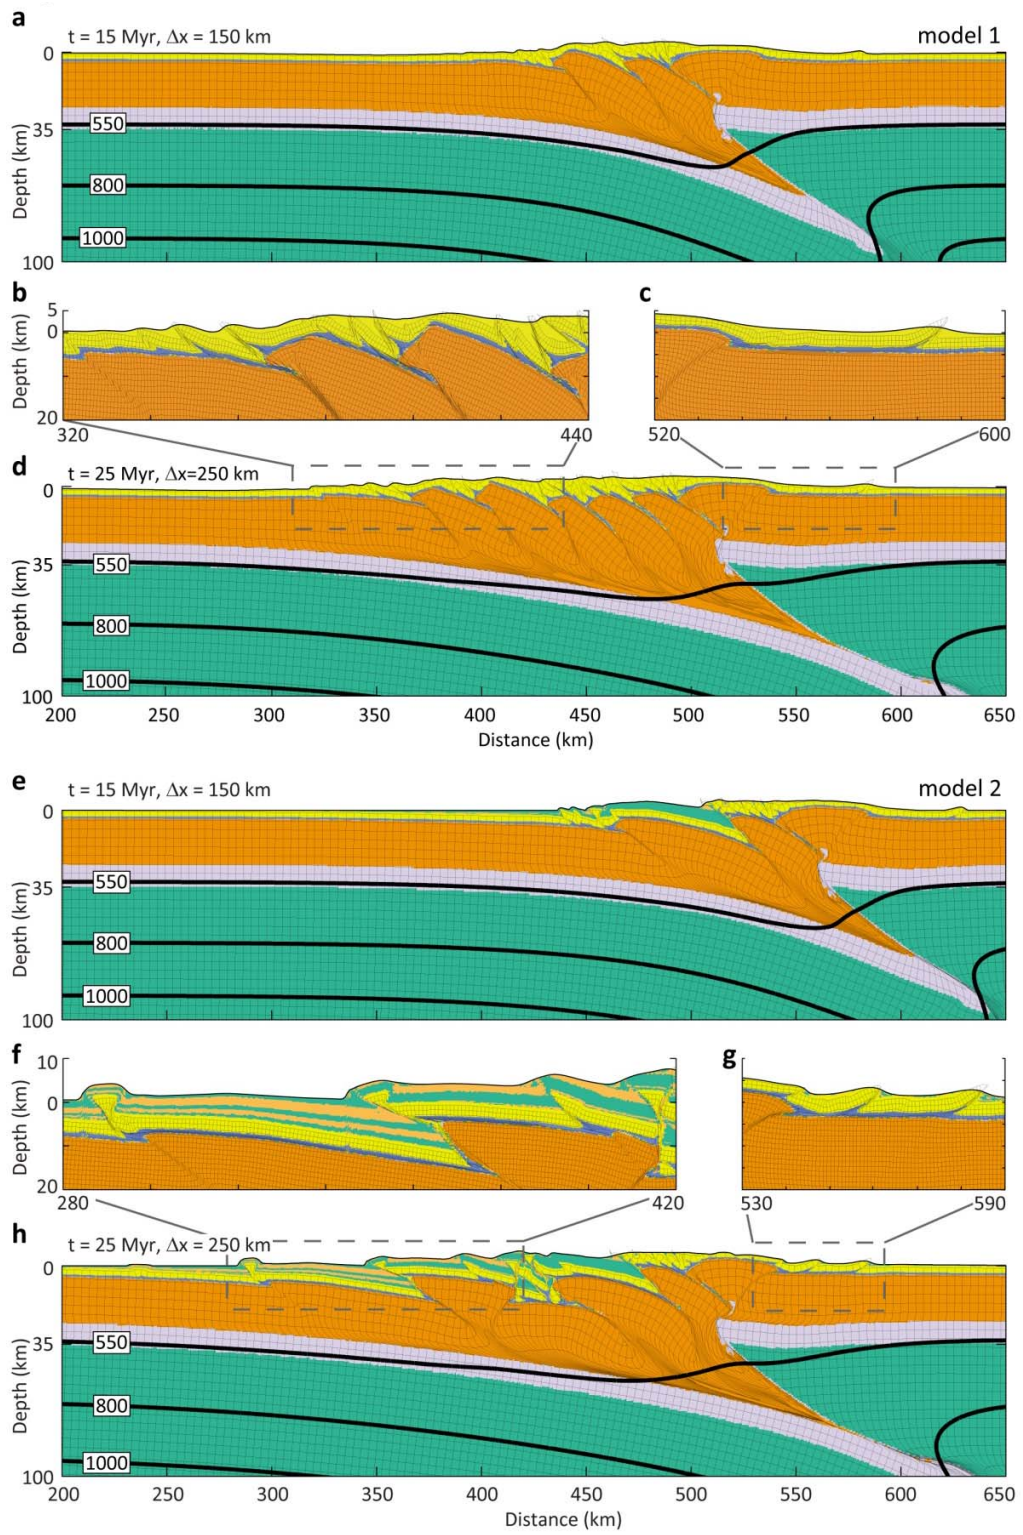 a
t = 15 Myr, Δx = 150 km
model 1
0
35
100
Depth (km)
550
800
1000
b
c
5
0
20
Depth (km)
320
440
520
600
d
t = 25 Myr, Δx=250 km
0
35
100
Depth (km)
550
800
1000
200 250 300 350 400 450 500 550 600 650
Distance (km)
e
t = 15 Myr, Δx = 150 km
model 2
0
35
100
Depth (km)
550
800
1000
f
g
10
0
20
Depth (km)
280
420
530
590
h
t = 25 Myr, Δx = 250 km
0
35
100
Depth (km)
550
800
1000
200 250 300 350 400 450 500 550 600 650
Distance (km)